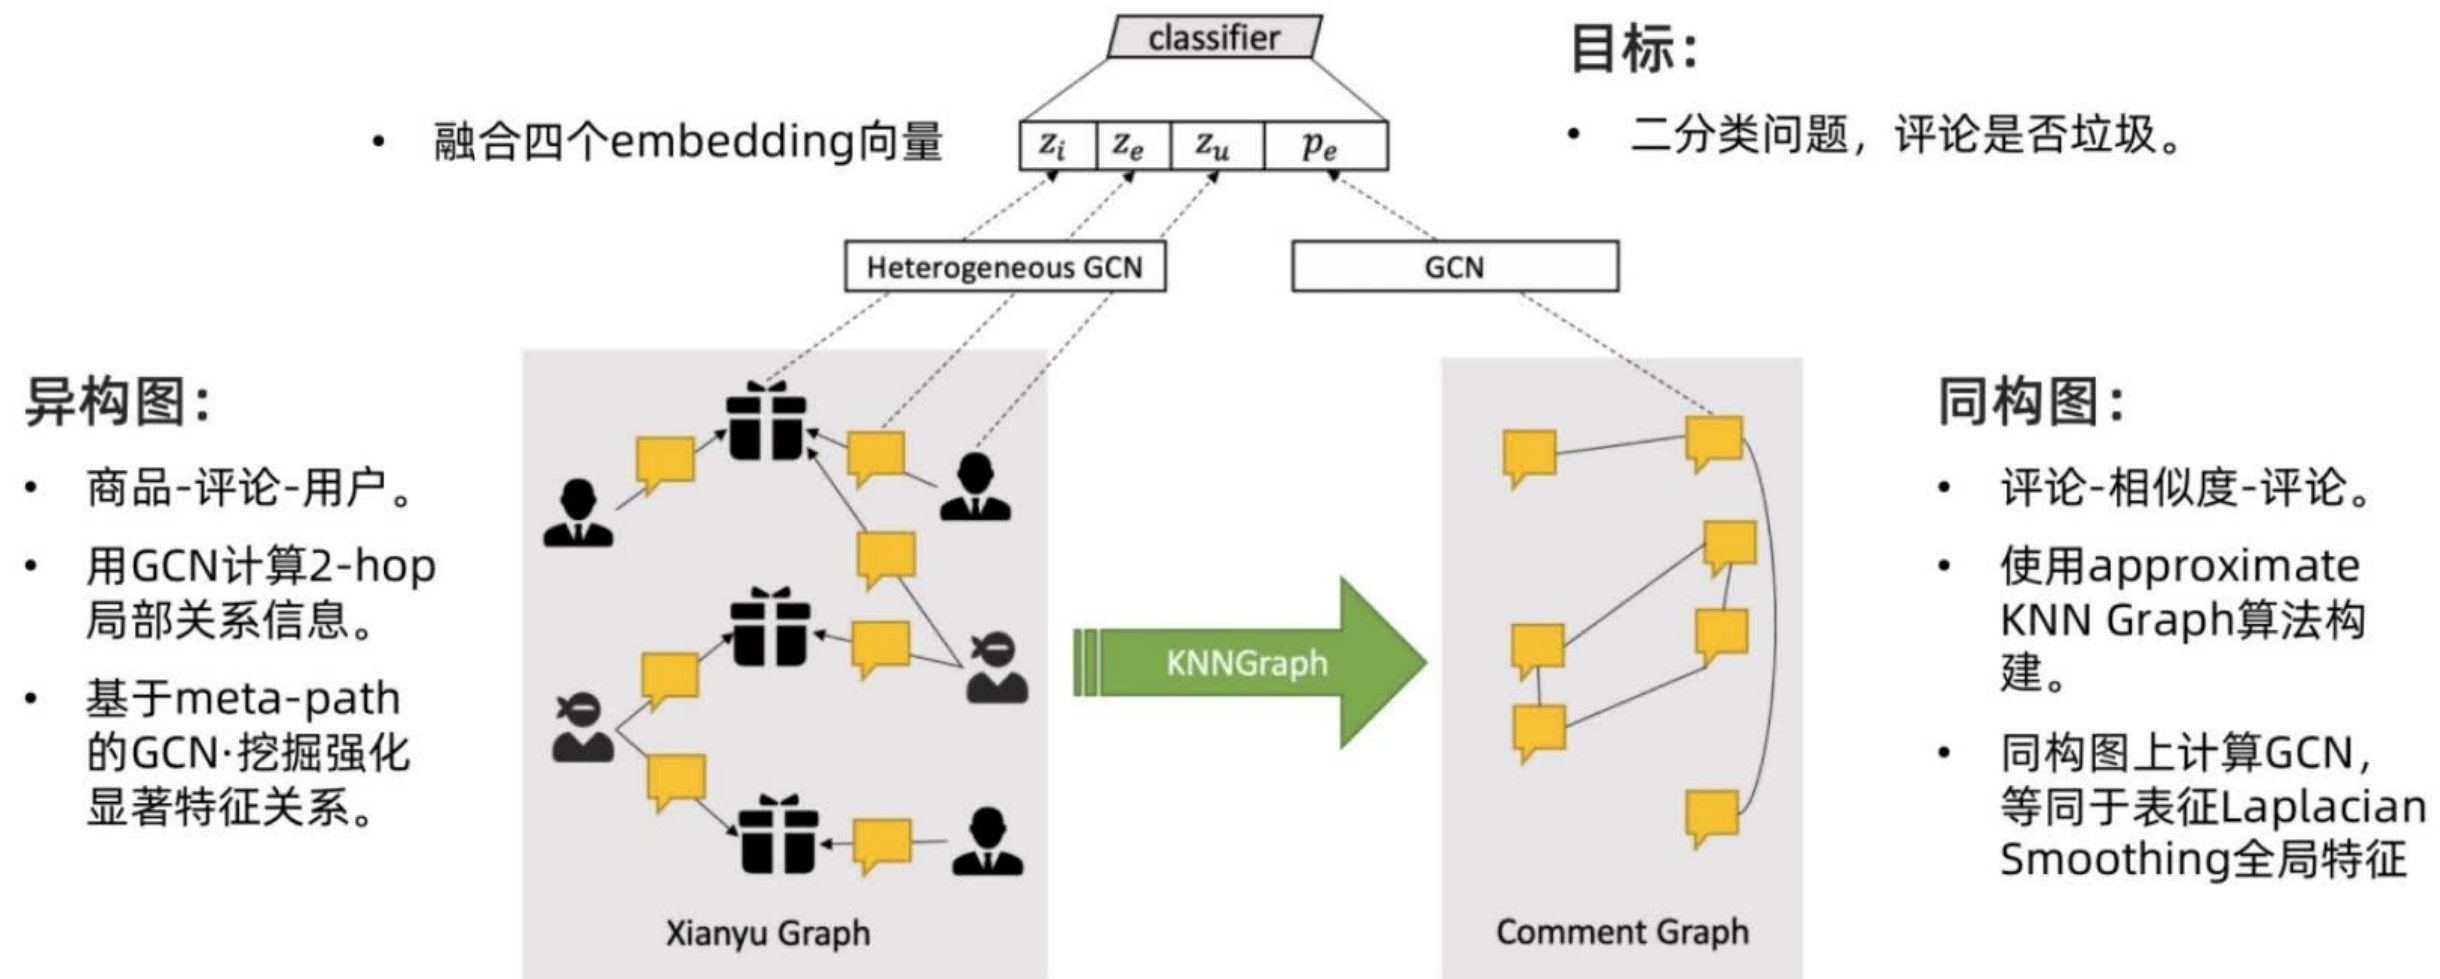 classifier
目标：
• 融合四个embedding向量
z_i z_e z_u p_e
• 二分类问题，评论是否垃圾。
Heterogeneous GCN
GCN
异构图：
• 商品-评论-用户。
• 用GCN计算2-hop
局部关系信息。
• 基于meta-path
的GCN·挖掘强化
显著特征关系。
KNNGraph
Xianyu Graph
Comment Graph
同构图：
• 评论-相似度-评论。
• 使用approximate
KNN Graph算法构
建。
• 同构图上计算GCN，
等同于表征Laplacian
Smoothing全局特征